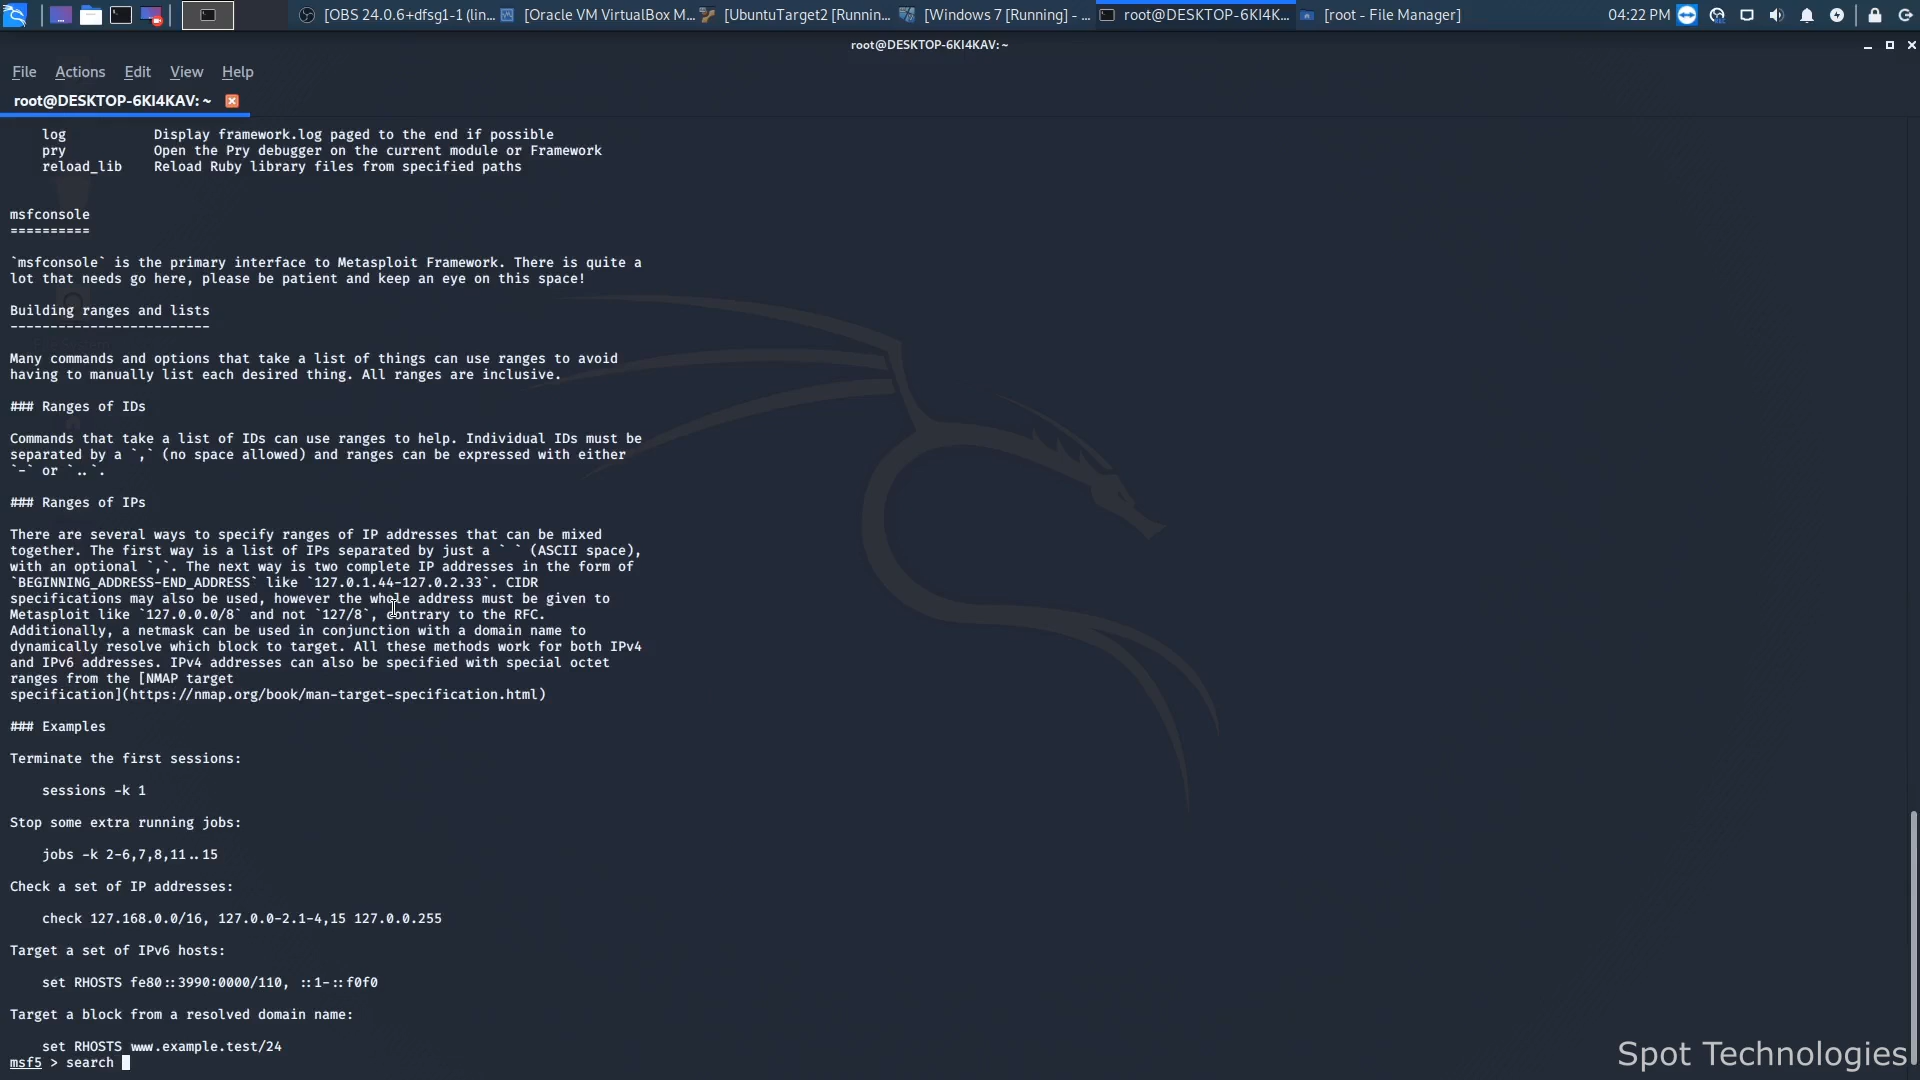 [OBS 24.0.6+dfsg1-1 (lin... [Oracle VM VirtualBox M... [UbuntuTarget2 [Runnin... [Windows 7 [Running] - ... root@DESKTOP-6KI4K... [root - File Manager] 04:22 PM
root@DESKTOP-6KI4KAV: ~
File Actions Edit View Help
root@DESKTOP-6KI4KAV: ~
log Display framework.log paged to the end if possible
pry Open the Pry debugger on the current module or Framework
reload_lib Reload Ruby library files from specified paths
msfconsole
==========
`msfconsole` is the primary interface to Metasploit Framework. There is quite a
lot that needs go here, please be patient and keep an eye on this space!
Building ranges and lists
-------------------------
Many commands and options that take a list of things can use ranges to avoid
having to manually list each desired thing. All ranges are inclusive.
### Ranges of IDs
Commands that take a list of IDs can use ranges to help. Individual IDs must be
separated by a `,` (no space allowed) and ranges can be expressed with either
`-` or `..`.
### Ranges of IPs
There are several ways to specify ranges of IP addresses that can be mixed
together. The first way is a list of IPs separated by just a ` ` (ASCII space),
with an optional `,`. The next way is two complete IP addresses in the form of
`BEGINNING_ADDRESS-END_ADDRESS` like `127.0.1.44-127.0.2.33`. CIDR
specifications may also be used, however the whole address must be given to
Metasploit like `127.0.0.0/8` and not `127/8`, contrary to the RFC.
Additionally, a netmask can be used in conjunction with a domain name to
dynamically resolve which block to target. All these methods work for both IPv4
and IPv6 addresses. IPv4 addresses can also be specified with special octet
ranges from the [NMAP target
specification](https://nmap.org/book/man-target-specification.html)
### Examples
Terminate the first sessions:
sessions -k 1
Stop some extra running jobs:
jobs -k 2-6,7,8,11..15
Check a set of IP addresses:
check 127.168.0.0/16, 127.0.0-2.1-4,15 127.0.0.255
Target a set of IPv6 hosts:
set RHOSTS fe80::3990:0000/110, ::1-::f0f0
Target a block from a resolved domain name:
set RHOSTS www.example.test/24
msf5 > search
Spot Technologies